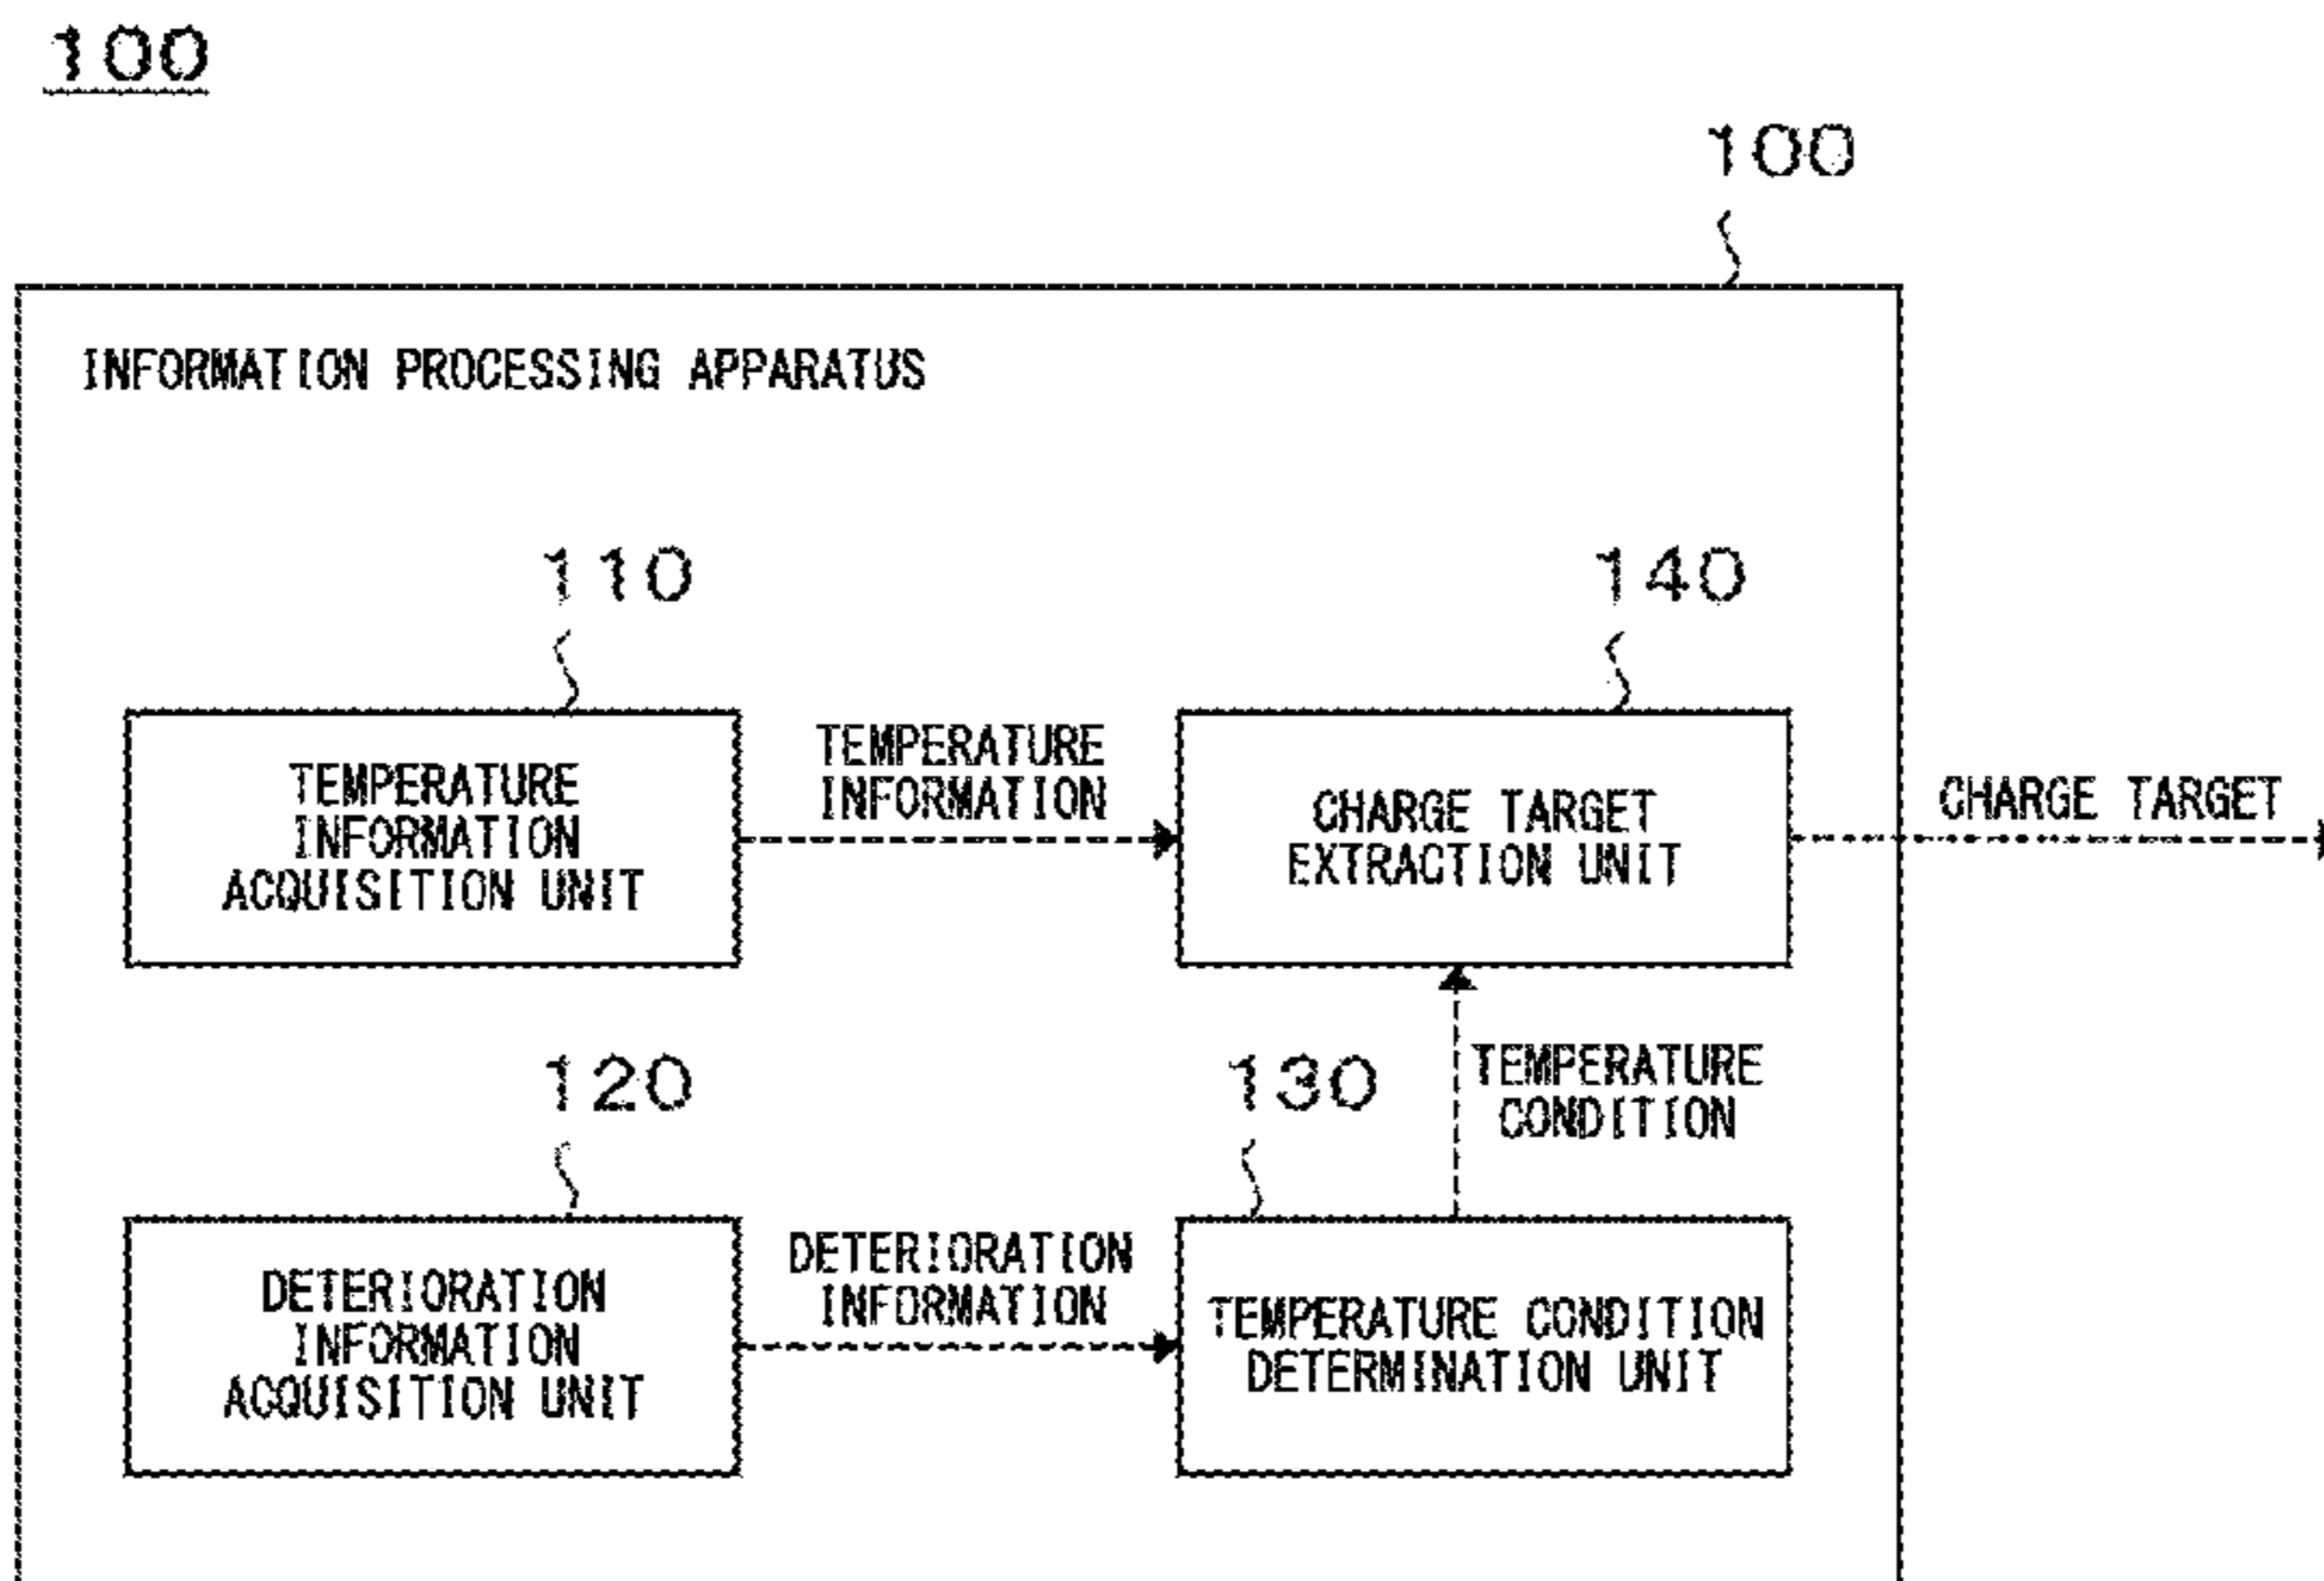 100
100
INFORMATION PROCESSING APPARATUS
110
140
TEMPERATURE
INFORMATION
ACQUISITION UNIT
TEMPERATURE
INFORMATION
CHARGE TARGET
EXTRACTION UNIT
CHARGE TARGET
120
130
TEMPERATURE
CONDITION
DETERIORATION
INFORMATION
ACQUISITION UNIT
DETERIORATION
INFORMATION
TEMPERATURE CONDITION
DETERMINATION UNIT